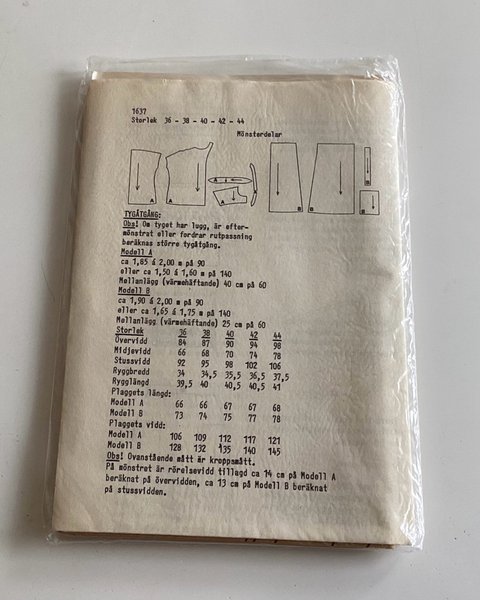 1637
Storlek 36 - 38 - 40 - 42 - 44
Mönsterdelar
A A A B B B B
TYGÅTGÅNG:
Obs! Om tyget har lugg, är efter-
mönstrat eller fordrar rutpassning
beräknas större tygåtgång.
Modell A
ca 1,85 á 2,00 m på 90
eller ca 1,50 á 1,60 m på 140
Mellanlägg (värmehäftande) 40 cm på 60
Modell B
ca 1,90 á 2,00 m på 90
eller ca 1,65 á 1,75 m på 140
Mellanlägg (värmehäftande) 25 cm på 60
Storlek 36 38 40 42 44
Övervidd 84 87 90 94 98
Midjevidd 66 68 70 74 78
Stussvidd 92 95 98 102 106
Ryggbredd 34 34,5 35,5 36,5 37,5
Rygglängd 39,5 40 40,5 40,5 41
Plaggets längd:
Modell A 66 66 67 67 68
Modell B 73 74 75 77 78
Plaggets vidd:
Modell A 106 109 112 117 121
Modell B 128 132 135 140 145
Obs! Ovanstående mått är kroppsmått.
På mönstret är rörelsevidd tillagd ca 14 cm på Modell A
beräknat på övervidden, ca 13 cm på Modell B beräknat
på stussvidden.